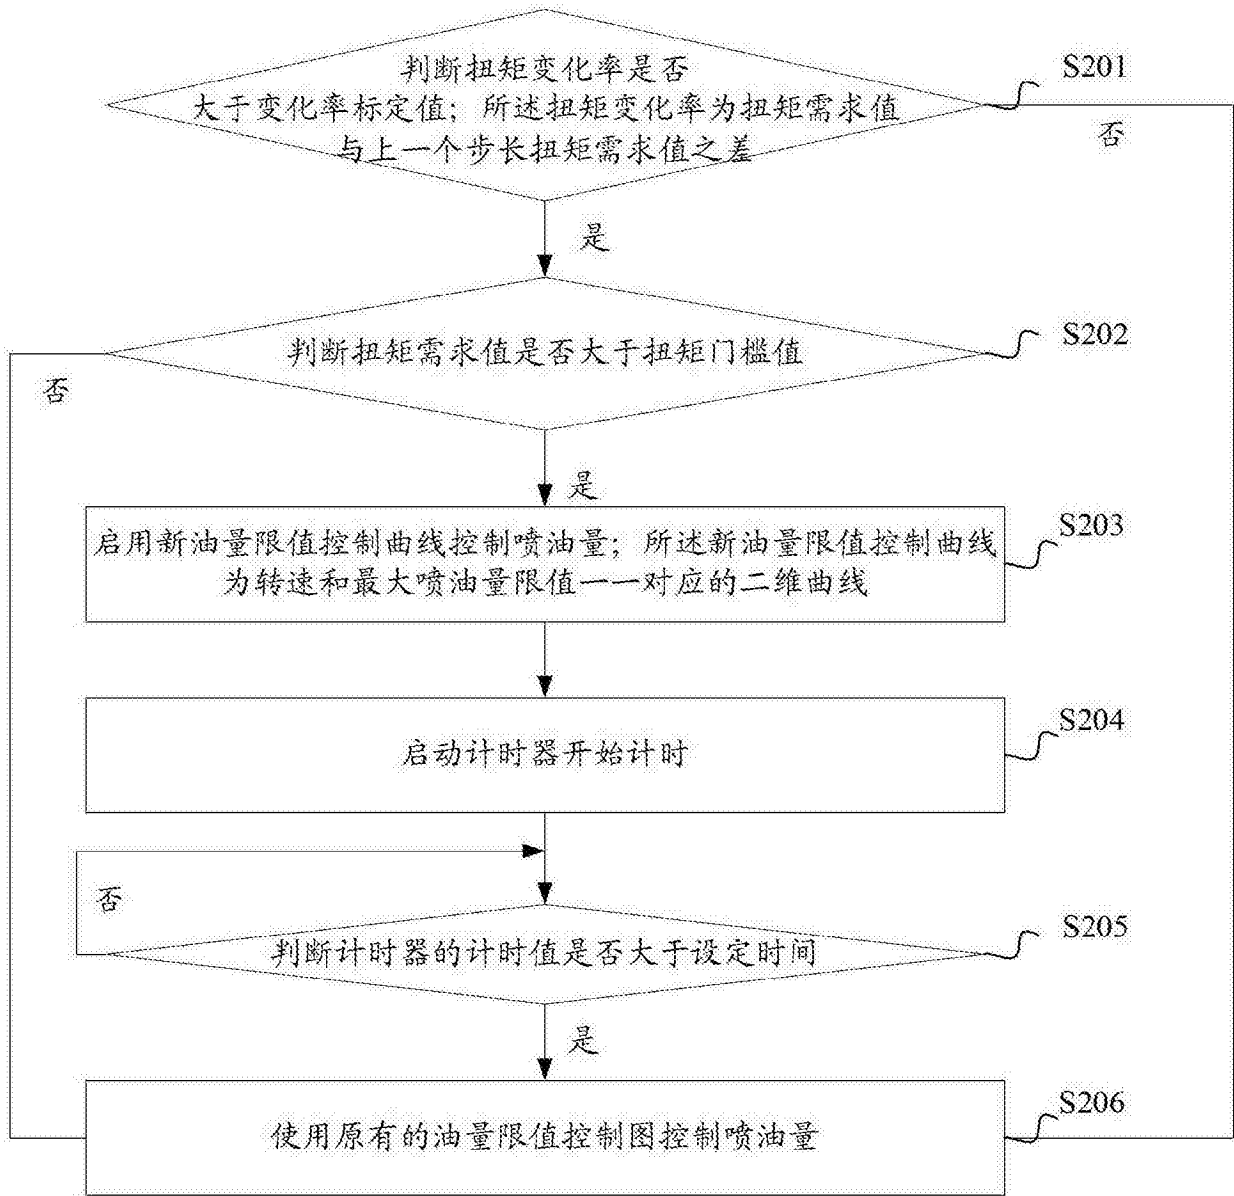 判断扭矩变化率是否
大于变化率标定值；所述扭矩变化率为扭矩需求值
与上一个步长扭矩需求值之差
S201
否
是
判断扭矩需求值是否大于扭矩门槛值
S202
否
是
启用新油量限值控制曲线控制喷油量；所述新油量限值控制曲线
为转速和最大喷油量限值一一对应的二维曲线
S203
启动计时器开始计时
S204
否
判断计时器的计时值是否大于设定时间
S205
是
使用原有的油量限值控制图控制喷油量
S206